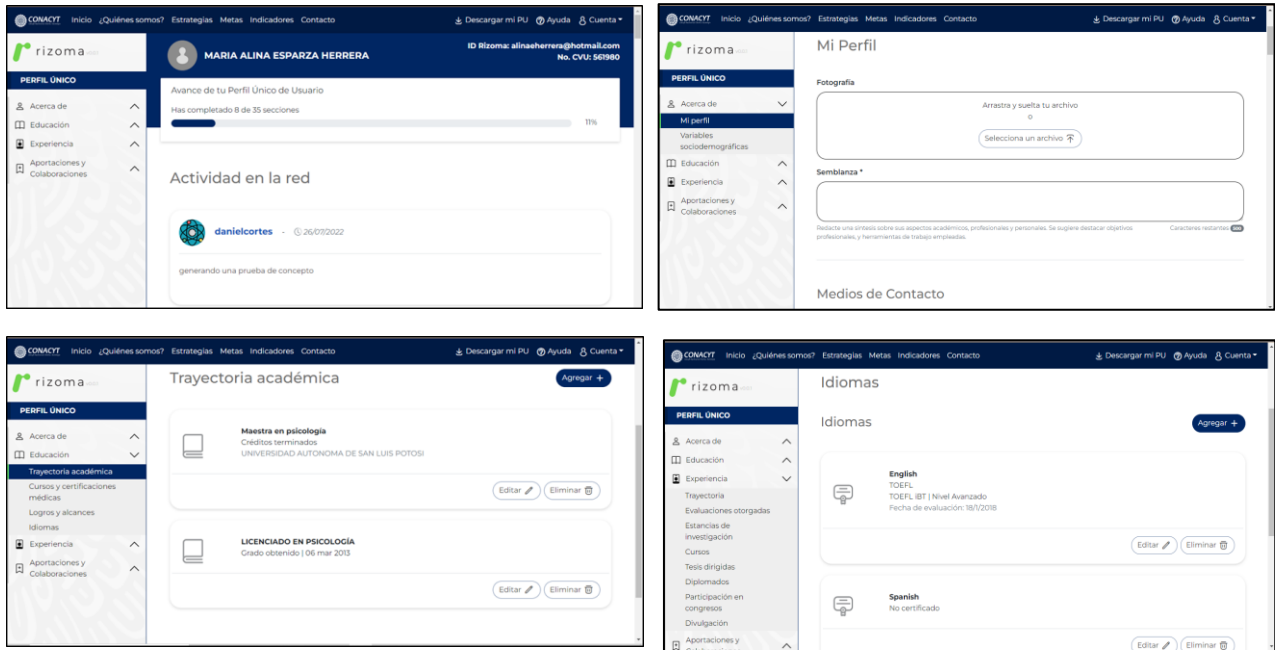 CONACYT Inicio ¿Quiénes somos? Estrategias Metas Indicadores Contacto Descargar mi PU Ayuda Cuenta
rizoma
MARIA ALINA ESPARZA HERRERA
ID Rizoma: alinaeherrera@hotmail.com
No. CVU: 561980
PERFIL ÚNICO
Acerca de
Educación
Experiencia
Aportaciones y
Colaboraciones
Avance de tu Perfil Único de Usuario
Has completado 8 de 35 secciones
11%
Actividad en la red
danielcortes - 26/07/2022
generando una prueba de concepto
CONACYT Inicio ¿Quiénes somos? Estrategias Metas Indicadores Contacto Descargar mi PU Ayuda Cuenta
rizoma
PERFIL ÚNICO
Acerca de
Mi perfil
Variables
sociodemográficas
Educación
Experiencia
Aportaciones y
Colaboraciones
Mi Perfil
Fotografía
Arrastra y suelta tu archivo
o
Selecciona un archivo
Semblanza *
Redacte una síntesis sobre sus aspectos académicos, profesionales y personales. Se sugiere destacar objetivos
profesionales, y herramientas de trabajo empleadas.
Caracteres restantes
Medios de Contacto
CONACYT Inicio ¿Quiénes somos? Estrategias Metas Indicadores Contacto Descargar mi PU Ayuda Cuenta
rizoma
PERFIL ÚNICO
Acerca de
Educación
Trayectoria académica
Cursos y certificaciones
médicas
Logros y alcances
Idiomas
Experiencia
Aportaciones y
Colaboraciones
Trayectoria académica
Agregar +
Maestra en psicología
Créditos terminados
UNIVERSIDAD AUTONOMA DE SAN LUIS POTOSI
Editar Eliminar
LICENCIADO EN PSICOLOGÍA
Grado obtenido | 06 mar 2013
Editar Eliminar
CONACYT Inicio ¿Quiénes somos? Estrategias Metas Indicadores Contacto Descargar mi PU Ayuda Cuenta
rizoma
PERFIL ÚNICO
Acerca de
Educación
Experiencia
Trayectoria
Evaluaciones otorgadas
Estancias de
investigación
Cursos
Tesis dirigidas
Diplomados
Participación en
congresos
Divulgación
Aportaciones y
Idiomas
Idiomas
Agregar +
English
TOEFL
TOEFL iBT | Nivel Avanzado
Fecha de evaluación: 18/1/2018
Editar Eliminar
Spanish
No certificado
Editar Eliminar